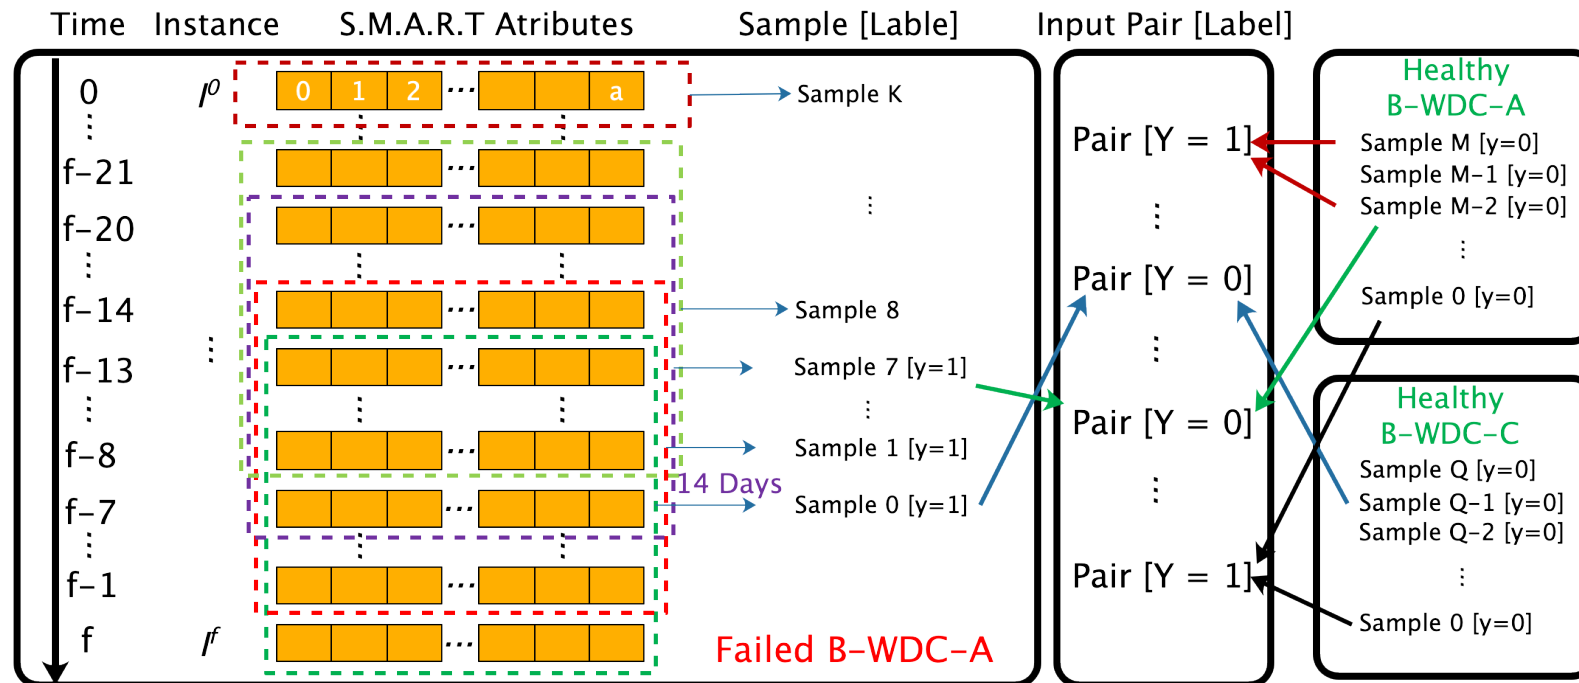 Time Instance S.M.A.R.T Atributes Sample [Lable] Input Pair [Label]
0 I⁰ 0 1 2 ... a Sample K
⋮
f-21
f-20
⋮
f-14 Sample 8
f-13 Sample 7 [y=1]
⋮
f-8 Sample 1 [y=1]
14 Days
f-7 Sample 0 [y=1]
⋮
f-1
f Iᶠ
Failed B-WDC-A
Pair [Y = 1]
⋮
Pair [Y = 0]
⋮
Pair [Y = 0]
⋮
Pair [Y = 1]
Healthy
B-WDC-A
Sample M [y=0]
Sample M-1 [y=0]
Sample M-2 [y=0]
⋮
Sample 0 [y=0]
Healthy
B-WDC-C
Sample Q [y=0]
Sample Q-1 [y=0]
Sample Q-2 [y=0]
⋮
Sample 0 [y=0]